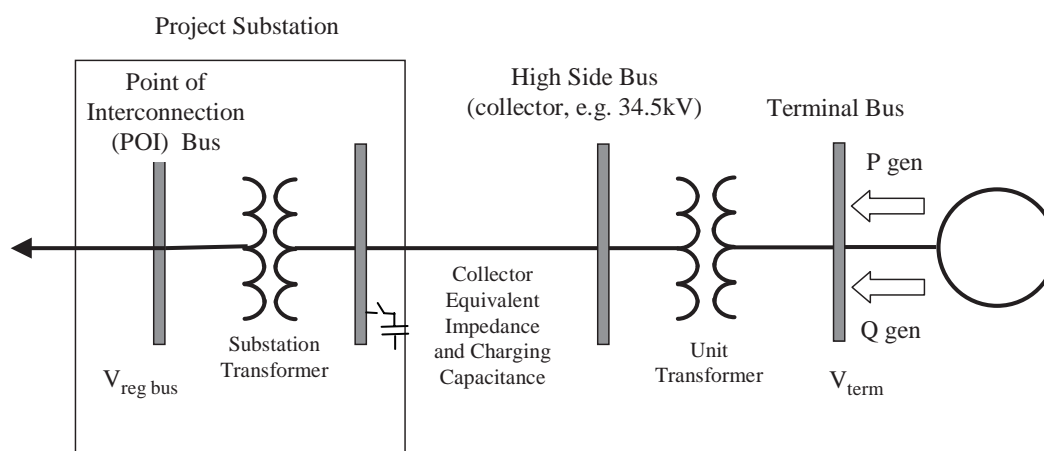 Project Substation
Point of
Interconnection
(POI) Bus
High Side Bus
(collector, e.g. 34.5kV)
Terminal Bus
P gen
Collector
Equivalent
Impedance
and Charging
Capacitance
Substation
Transformer
Unit
Transformer
Q gen
V reg bus
V term